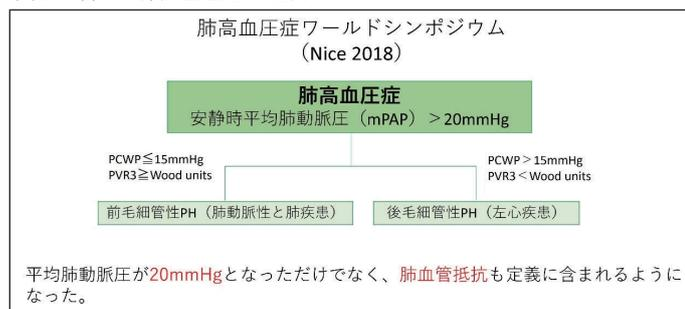 肺高血圧症ワールドシンポジウム
（Nice 2018）
肺高血圧症
安静時平均肺動脈圧（mPAP）＞20mmHg
PCWP≦15mmHg
PVR3≧Wood units
PCWP＞15mmHg
PVR3＜Wood units
前毛細管性PH（肺動脈性と肺疾患）
後毛細管性PH（左心疾患）
平均肺動脈圧が20mmHgとなっただけでなく、肺血管抵抗も定義に含まれるように
なった。